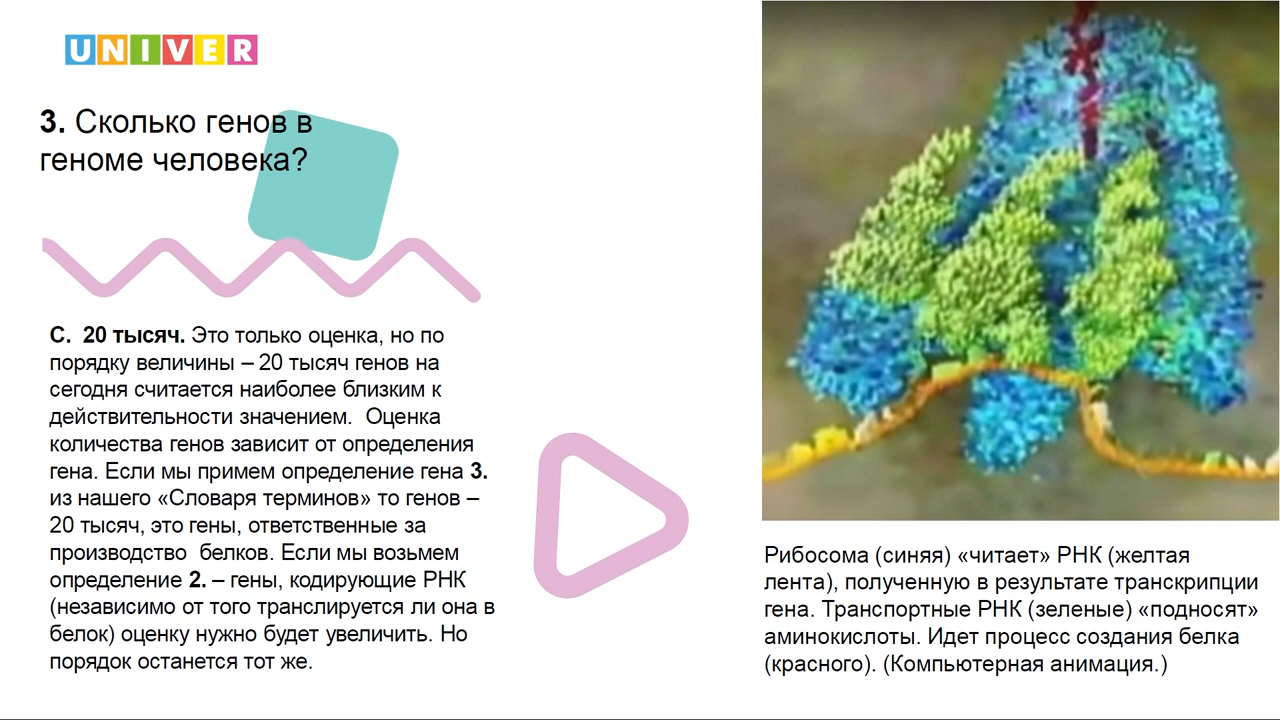 UNIVER
3. Сколько генов в
геноме человека?
С.  20 тысяч. Это только оценка, но по
порядку величины – 20 тысяч генов на
сегодня считается наиболее близким к
действительности значением.  Оценка
количества генов зависит от определения
гена. Если мы примем определение гена 3.
из нашего «Словаря терминов» то генов –
20 тысяч, это гены, ответственные за
производство  белков. Если мы возьмем
определение 2. – гены, кодирующие РНК
(независимо от того транслируется ли она в
белок) оценку нужно будет увеличить. Но
порядок останется тот же.
Рибосома (синяя) «читает» РНК (желтая
лента), полученную в результате транскрипции
гена. Транспортные РНК (зеленые) «подносят»
аминокислоты. Идет процесс создания белка
(красного). (Компьютерная анимация.)